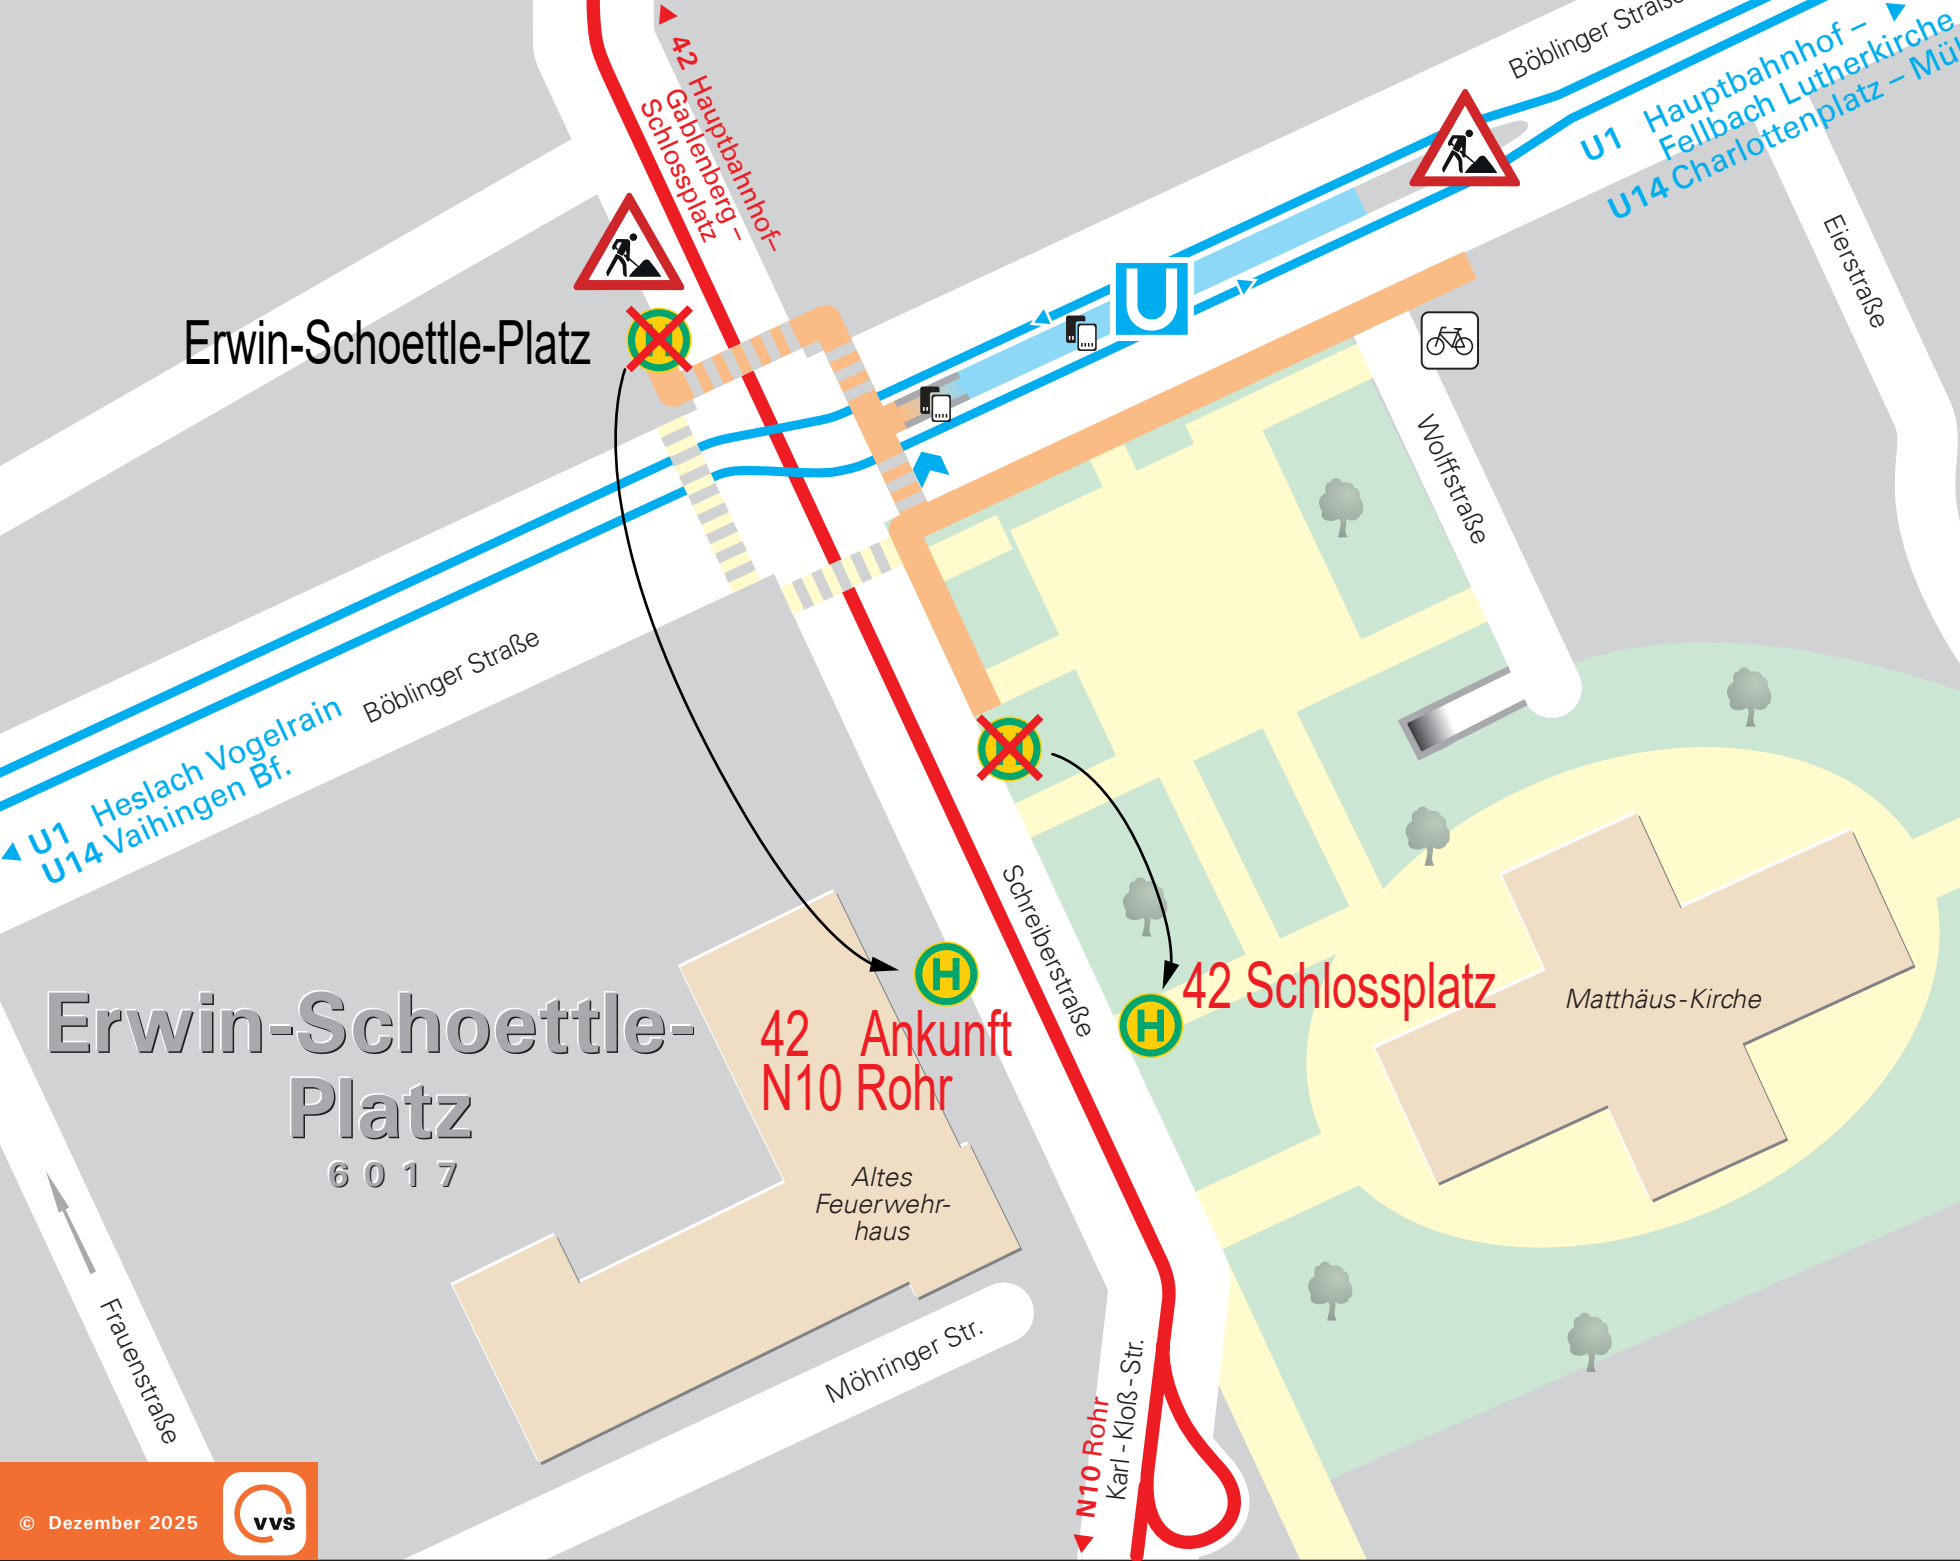 Böblinger Straße
42 Hauptbahnhof–
Gablenberg –
Schlossplatz
U1 Hauptbahnhof –
Fellbach Lutherkirche
U14 Charlottenplatz –
Eierstraße
Erwin-Schoettle-Platz
H
U
Wolffstraße
Böblinger Straße
U1 Heslach Vogelrain
U14 Vaihingen Bf.
H
Schreiberstraße
H
42 Schlossplatz
H
42 Ankunft
N10 Rohr
Matthäus-Kirche
Erwin-Schoettle-
Platz
6017
Altes
Feuerwehr-
haus
Frauenstraße
Möhringer Str.
N10 Rohr
Karl-Kloß-Str.
© Dezember 2025
VVS